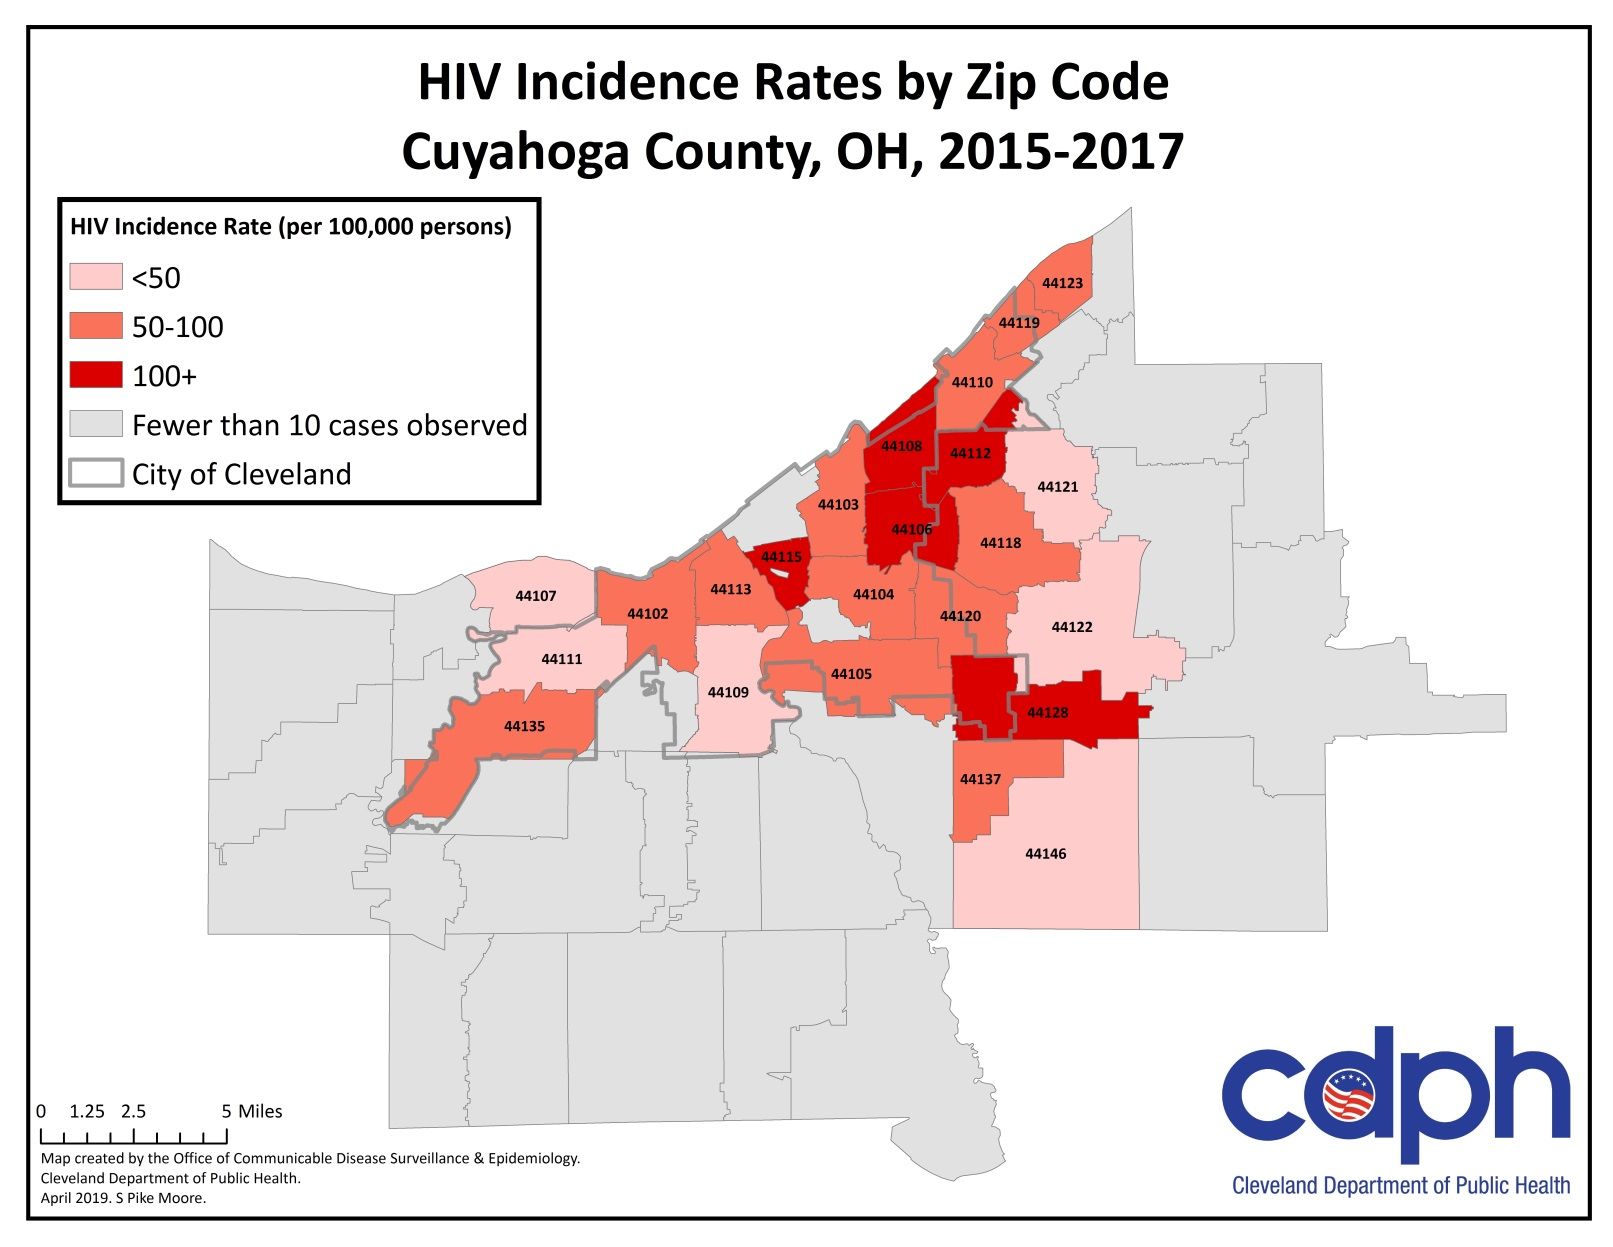 HIV Incidence Rates by Zip Code
Cuyahoga County, OH, 2015-2017
HIV Incidence Rate (per 100,000 persons)
<50
50-100
100+
Fewer than 10 cases observed
City of Cleveland
44123
44119
44110
44108
44112
44121
44103
44106
44118
44115
44107
44113
44104
44102
44120
44122
44111
44105
44109
44128
44135
44137
44146
0 1.25 2.5 5 Miles
Map created by the Office of Communicable Disease Surveillance & Epidemiology.
Cleveland Department of Public Health.
April 2019. S Pike Moore.
cdph
Cleveland Department of Public Health